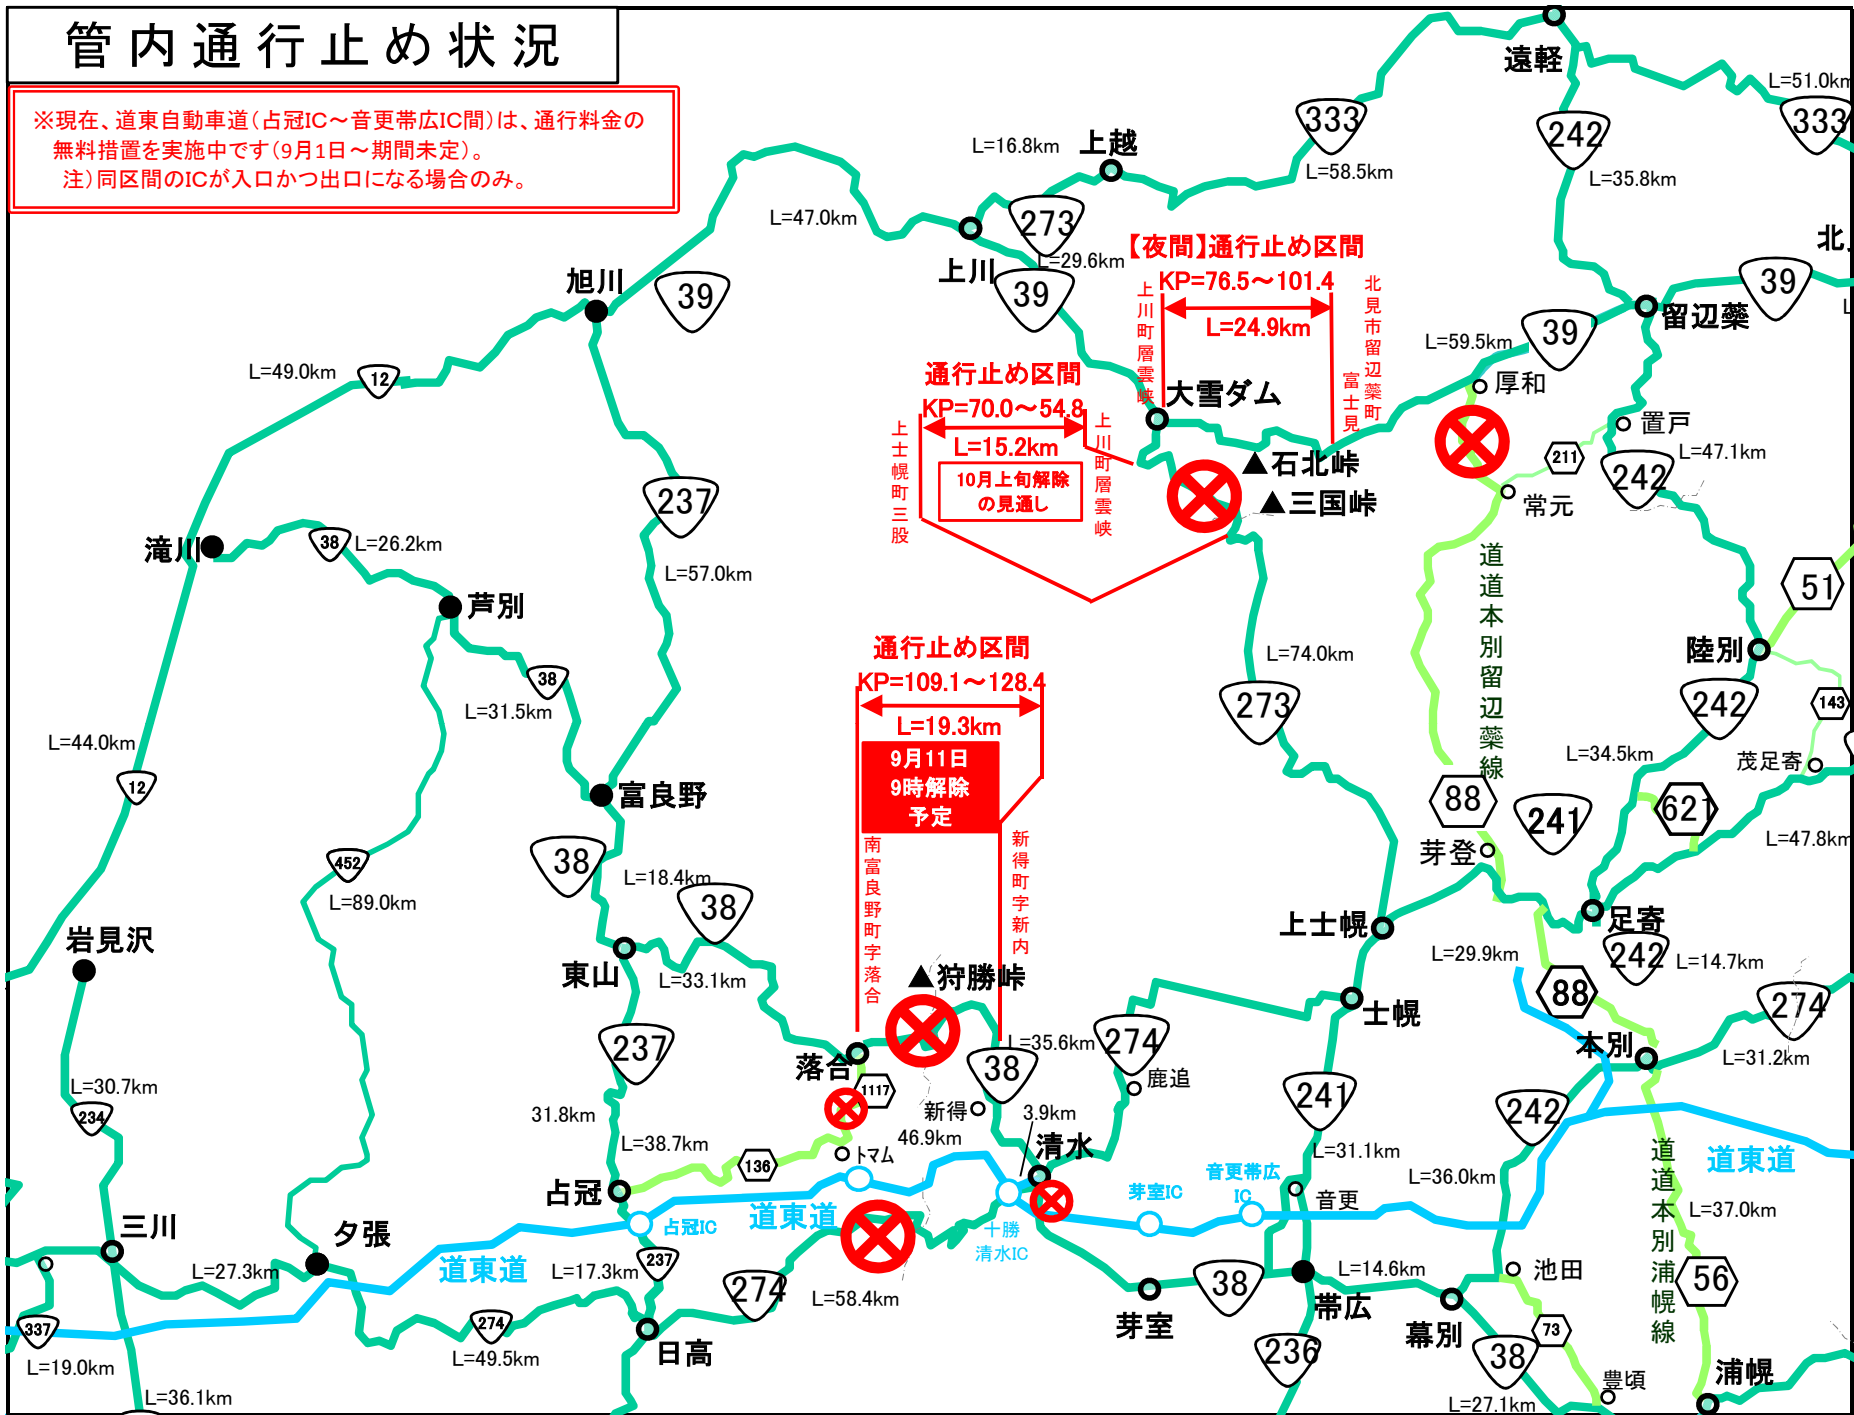 管内通行止め状況
※現在、道東自動車道(占冠IC～音更帯広IC間)は、通行料金の
無料措置を実施中です(9月1日～期間未定)。
注)同区間のICが入口かつ出口になる場合のみ。
遠軽
L=51.0km
333
333
242
L=58.5km
L=35.8km
上越
L=16.8km
273
L=47.0km
L=29.6km
上川
39
39
旭川
【夜間】通行止め区間
KP=76.5～101.4
L=24.9km
上川町層雲峡
北見市留辺蘂町
富士見
北
39
留辺蘂
39
L=59.5km
厚和
通行止め区間
KP=70.0～54.8
L=15.2km
10月上旬解除
の見通し
上士幌町三股
上川町層雲峡
大雪ダム
石北峠
三国峠
置戸
211
L=47.1km
242
常元
L=49.0km
12
237
滝川
38
L=26.2km
L=57.0km
芦別
道道本別留辺蘂線
51
陸別
L=74.0km
273
242
143
通行止め区間
KP=109.1～128.4
L=19.3km
9月11日
9時解除
予定
南富良野町字落合
新得町字新内
38
L=31.5km
L=44.0km
12
富良野
L=34.5km
茂足寄
88
241
621
L=47.8km
芽登
452
L=89.0km
38
L=18.4km
38
岩見沢
東山
L=33.1km
狩勝峠
上士幌
足寄
L=29.9km
242
L=14.7km
88
274
士幌
本別
L=31.2km
237
落合
1117
L=35.6km
38
274
鹿追
新得
3.9km
46.9km
241
242
L=30.7km
234
31.8km
L=38.7km
136
トマム
清水
L=31.1km
L=36.0km
音更帯広
IC
芽室IC
音更
道東道
道道本別浦幌線
L=37.0km
占冠
占冠IC
道東道
十勝
清水IC
三川
夕張
道東道
L=27.3km
L=17.3km
237
274
L=58.4km
38
L=14.6km
池田
56
芽室
帯広
幕別
73
337
L=19.0km
274
L=49.5km
日高
236
38
豊頃
浦幌
L=36.1km
L=27.1km